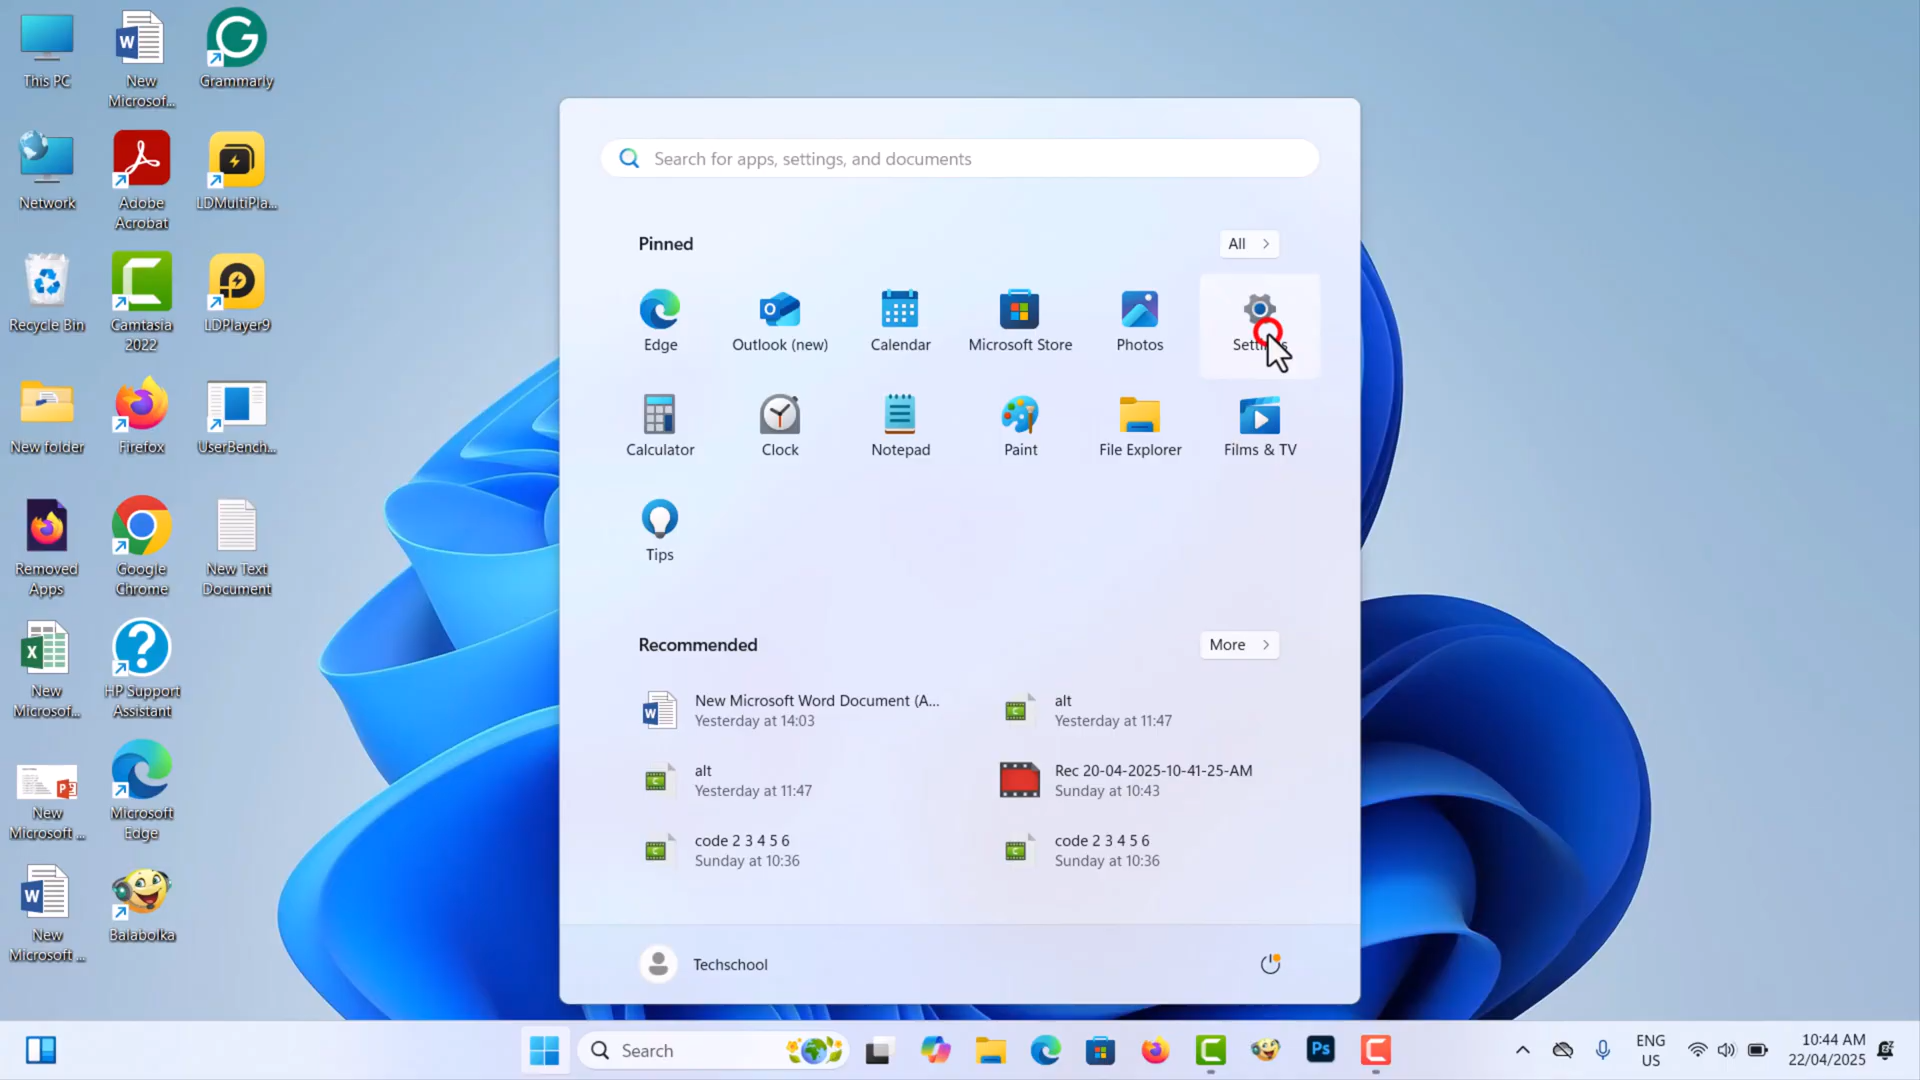 This PC
New
Microsof...
Grammarly
Network
Adobe
Acrobat
LDMultiPla...
Recycle Bin
Camtasia
2022
LDPlayer9
New folder
Firefox
UserBench...
Removed
Apps
Google
Chrome
New Text
Document
New
Microsof...
HP Support
Assistant
New
Microsoft ...
Microsoft
Edge
New
Microsoft ...
Balabolka
Search for apps, settings, and documents
Pinned
All
Edge
Outlook (new)
Calendar
Microsoft Store
Photos
Calculator
Clock
Notepad
Paint
File Explorer
Films & TV
Tips
Recommended
More
New Microsoft Word Document (A...
Yesterday at 14:03
alt
Yesterday at 11:47
alt
Yesterday at 11:47
Rec 20-04-2025-10-41-25-AM
Sunday at 10:43
code 2 3 4 5 6
Sunday at 10:36
code 2 3 4 5 6
Sunday at 10:36
Techschool
Search
Ps
ENG
US
10:44 AM
22/04/2025